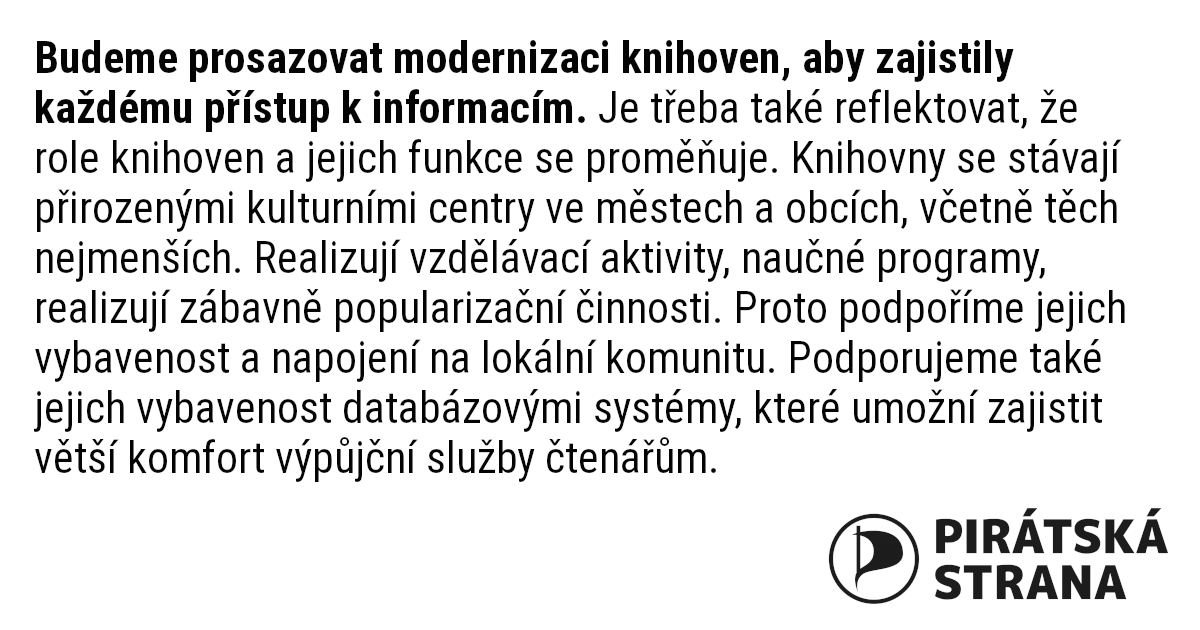 Budeme prosazovat modernizaci knihoven, aby zajistily
každému přístup k informacím. Je třeba také reflektovat, že
role knihoven a jejich funkce se proměňuje. Knihovny se stávají
přirozenými kulturními centry ve městech a obcích, včetně těch
nejmenších. Realizují vzdělávací aktivity, naučné programy,
realizují zábavně popularizační činnosti. Proto podpoříme jejich
vybavenost a napojení na lokální komunitu. Podporujeme také
jejich vybavenost databázovými systémy, které umožní zajistit
větší komfort výpůjční služby čtenářům.
PIRÁTSKÁ
STRANA